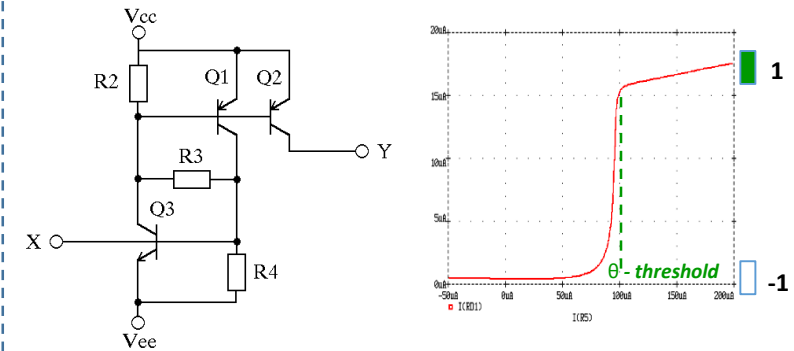 Vcc
R2
Q1
Q2
Y
R3
Q3
X
R4
Vee
20uA
15uA
10uA
5uA
0uA
-50uA
0uA
50uA
100uA
150uA
200uA
I(RD1)
I(R5)
θ - threshold
1
-1